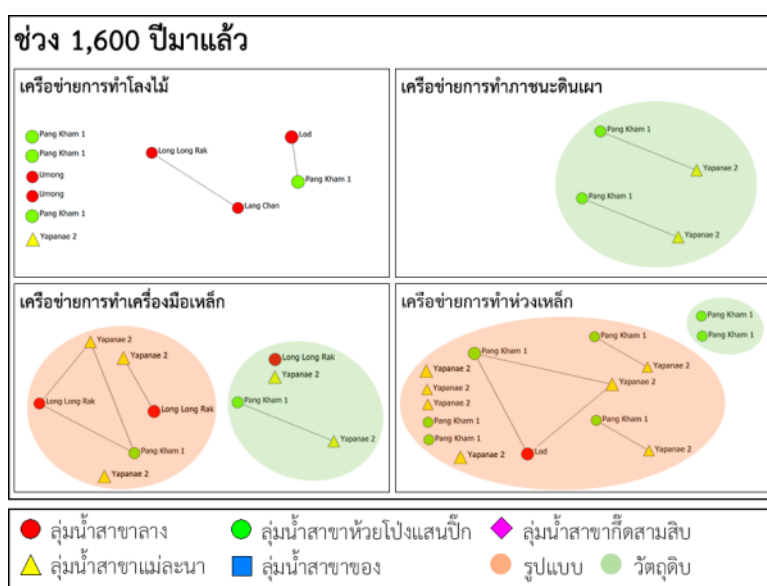 ช่วง 1,600 ปีมาแล้ว
เครือข่ายการทำโลงไม้
Pang Kham 1
Pang Kham 1
Umong
Umong
Pang Kham 1
Yapanae 2
Long Long Rak
Lang Chan
Lod
Pang Kham 1
เครือข่ายการทำภาชนะดินเผา
Pang Kham 1
Yapanae 2
Pang Kham 1
Yapanae 2
เครือข่ายการทำเครื่องมือเหล็ก
Yapanae 2
Yapanae 2
Long Long Rak
Long Long Rak
Pang Kham 1
Yapanae 2
Long Long Rak
Yapanae 2
Pang Kham 1
Yapanae 2
เครือข่ายการทำห่วงเหล็ก
Pang Kham 1
Pang Kham 1
Pang Kham 1
Pang Kham 1
Yapanae 2
Yapanae 2
Yapanae 2
Yapanae 2
Yapanae 2
Pang Kham 1
Pang Kham 1
Pang Kham 1
Yapanae 2
Lod
Yapanae 2
ลุ่มน้ำสาขาลาง
ลุ่มน้ำสาขาห้วยโป่งแสนปิ๊ก
ลุ่มน้ำสาขากึ๊ดสามสิบ
ลุ่มน้ำสาขาแม่ละนา
ลุ่มน้ำสาขาของ
รูปแบบ
วัตถุดิบ